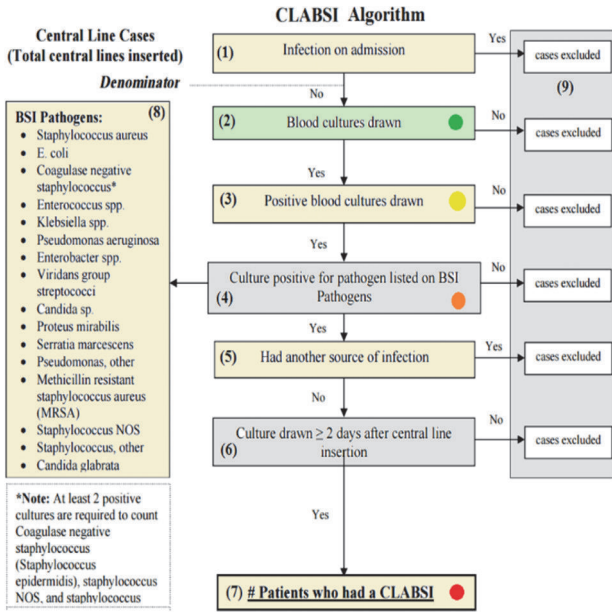 CLABSI Algorithm
Central Line Cases
(Total central lines inserted)
Denominator
(1) Infection on admission
Yes
cases excluded
(9)
No
(2) Blood cultures drawn
No
cases excluded
Yes
(3) Positive blood cultures drawn
No
cases excluded
Yes
(4) Culture positive for pathogen listed on BSI
Pathogens
No
cases excluded
Yes
(5) Had another source of infection
Yes
cases excluded
No
(6) Culture drawn ≥ 2 days after central line
insertion
No
cases excluded
Yes
(7) # Patients who had a CLABSI
(8)
BSI Pathogens:
• Staphylococcus aureus
• E. coli
• Coagulase negative
staphylococcus*
• Enterococcus spp.
• Klebsiella spp.
• Pseudomonas aeruginosa
• Enterobacter spp.
• Viridans group
streptococci
• Candida sp.
• Proteus mirabilis
• Serratia marcescens
• Pseudomonas, other
• Methicillin resistant
staphylococcus aureus
(MRSA)
• Staphylococcus NOS
• Staphylococcus, other
• Candida glabrata
*Note: At least 2 positive
cultures are required to count
Coagulase negative
staphylococcus
(Staphylococcus
epidermidis), staphylococcus
NOS, and staphylococcus